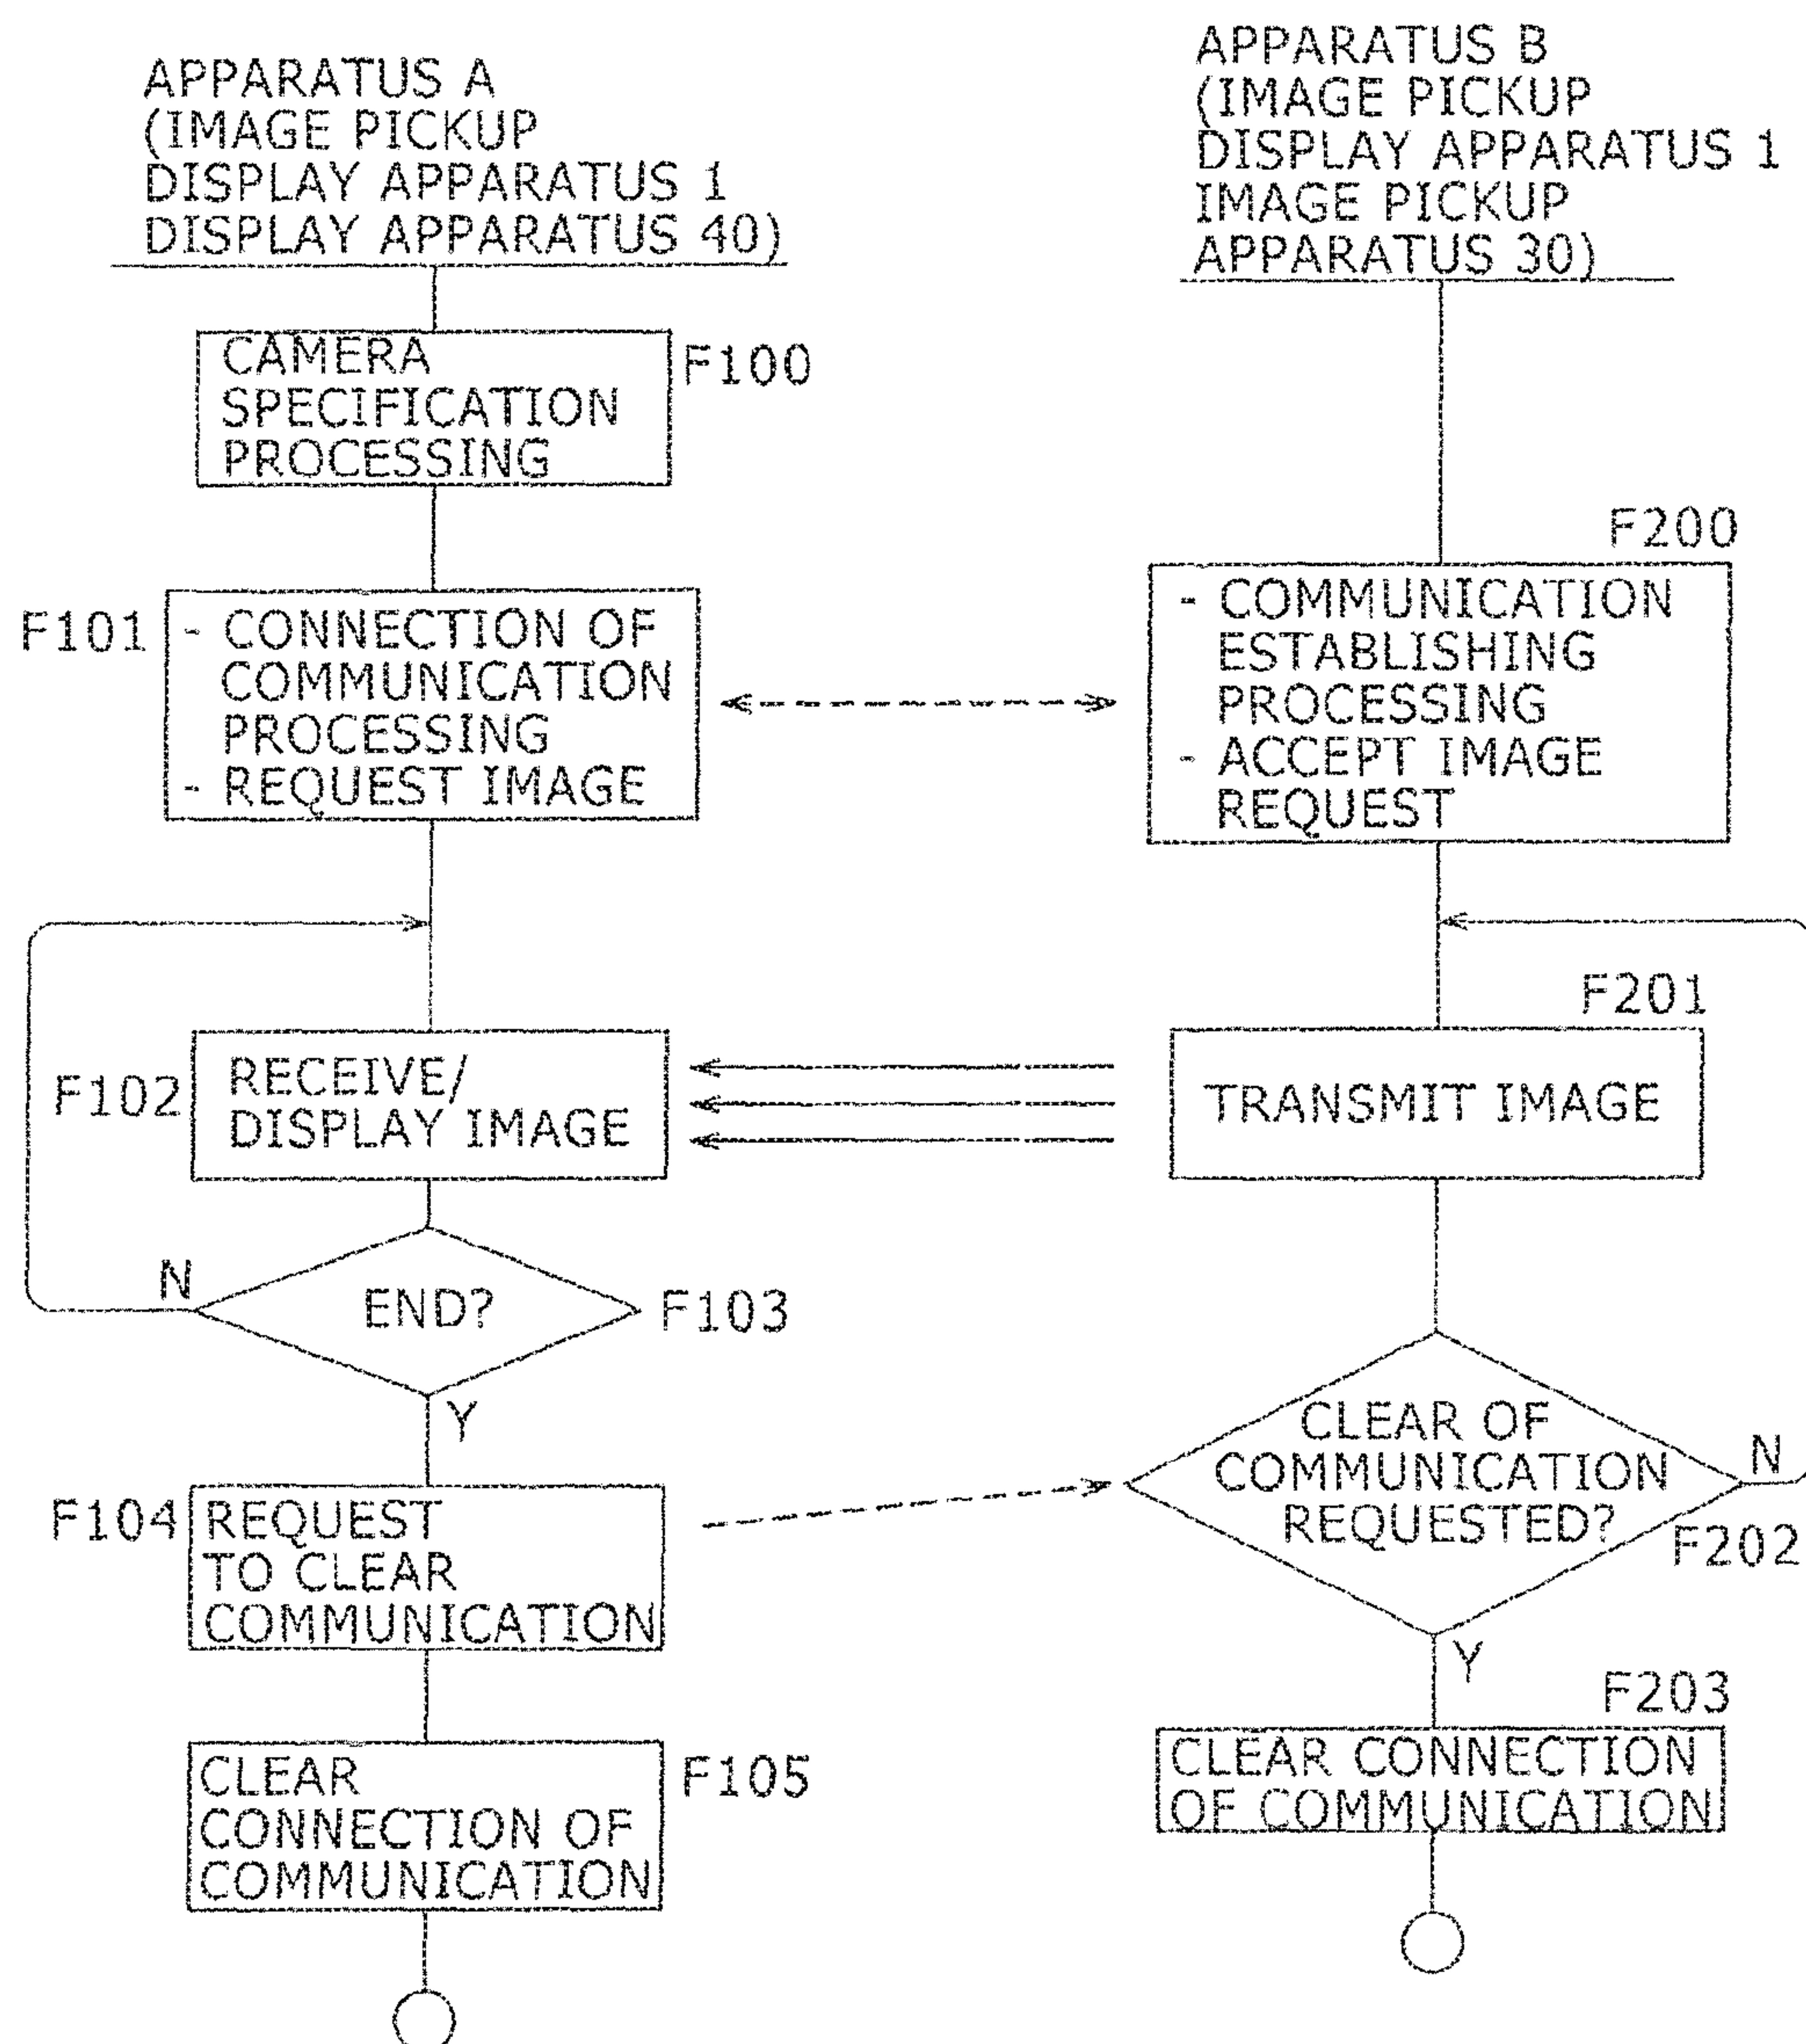 APPARATUS A
(IMAGE PICKUP
DISPLAY APPARATUS 1
DISPLAY APPARATUS 40)
CAMERA
SPECIFICATION
PROCESSING
F100
F101
- CONNECTION OF
COMMUNICATION
PROCESSING
- REQUEST IMAGE
F102
RECEIVE/
DISPLAY IMAGE
N
END?
F103
Y
F104
REQUEST
TO CLEAR
COMMUNICATION
CLEAR
CONNECTION OF
COMMUNICATION
F105
APPARATUS B
(IMAGE PICKUP
DISPLAY APPARATUS 1
IMAGE PICKUP
APPARATUS 30)
F200
- COMMUNICATION
ESTABLISHING
PROCESSING
- ACCEPT IMAGE
REQUEST
F201
TRANSMIT IMAGE
CLEAR OF
COMMUNICATION
REQUESTED?
N
F202
Y
F203
CLEAR CONNECTION
OF COMMUNICATION